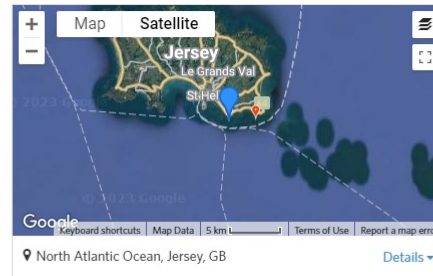 +
Map Satellite
−
Jersey
Le Grands Val
St Hel
© 2023 Google
Google
Keyboard shortcuts Map Data 5 km Terms of Use Report a map erro
North Atlantic Ocean, Jersey, GB
Details